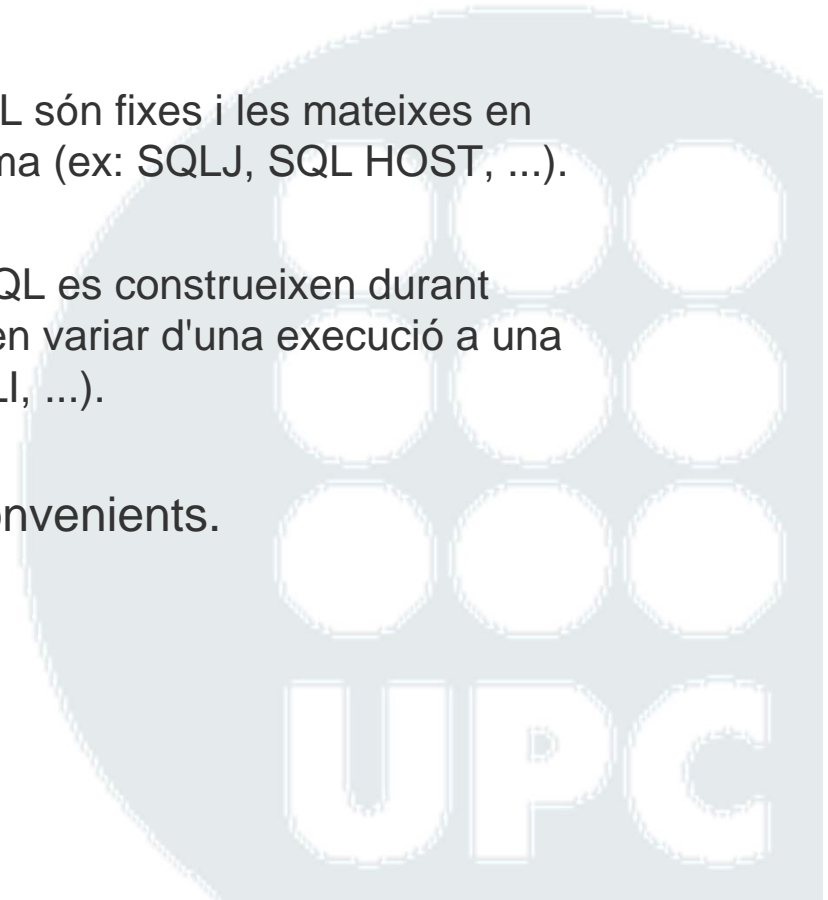 L són fixes i les mateixes en
ma (ex: SQLJ, SQL HOST, ...).
QL es construeixen durant
en variar d'una execució a una
LI, ...).
onvenients.
UPC